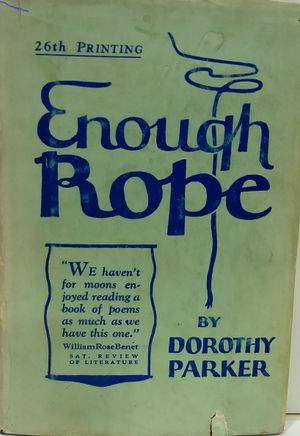 26th PRINTING
Enough
Rope
"WE haven't
for moons en-
joyed reading a
book of poems
as much as we
have this one."
William Rose Benet
SAT. REVIEW
OF LITERATURE
BY
DOROTHY
PARKER